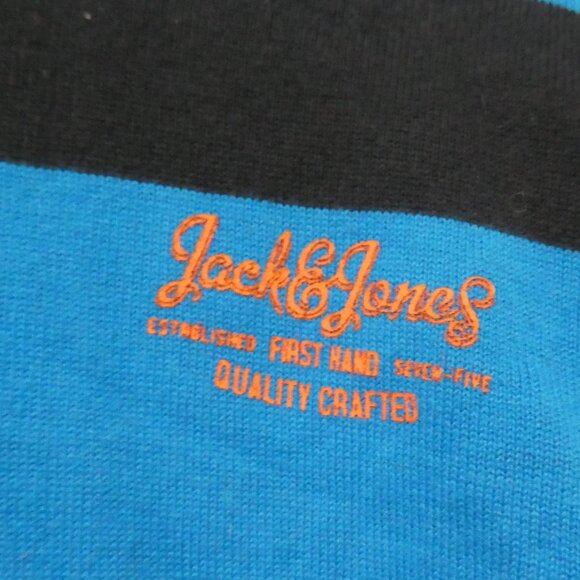 Jack&Jones
ESTABLISHED FIRST HAND SEVEN-FIVE
QUALITY CRAFTED